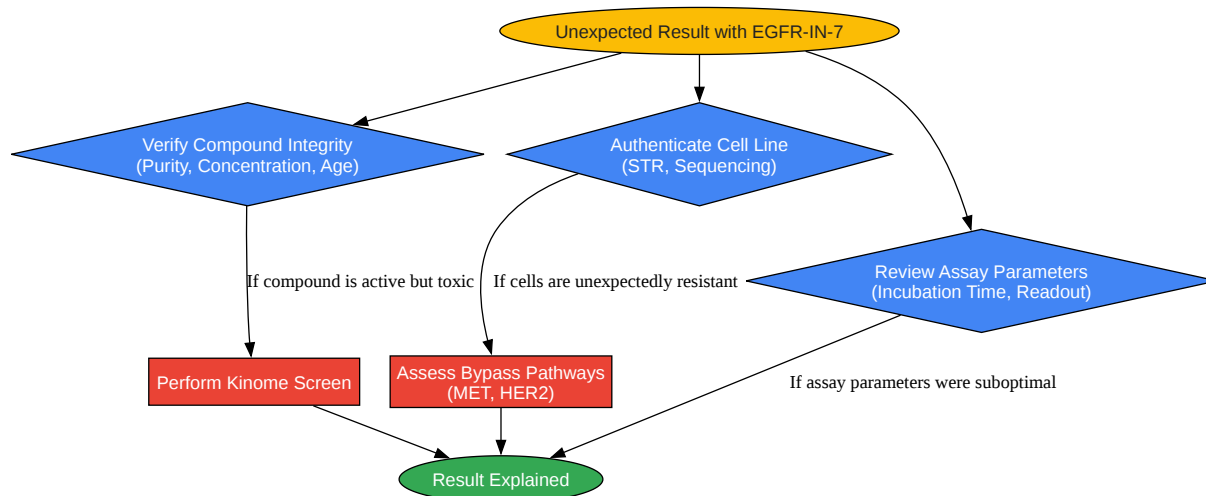 Unexpected Result with EGFR-IN-7
Verify Compound Integrity
(Purity, Concentration, Age)
Authenticate Cell Line
(STR, Sequencing)
Review Assay Parameters
(Incubation Time, Readout)
If compound is active but toxic
If cells are unexpectedly resistant
Perform Kinome Screen
Assess Bypass Pathways
(MET, HER2)
If assay parameters were suboptimal
Result Explained